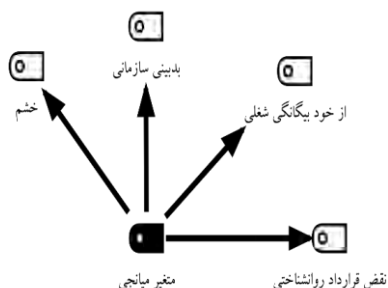 بدبینی سازمانی
خشم
از خود بیگانگی شغلی
متغیر میانجی
نقض قرارداد روانشناختی